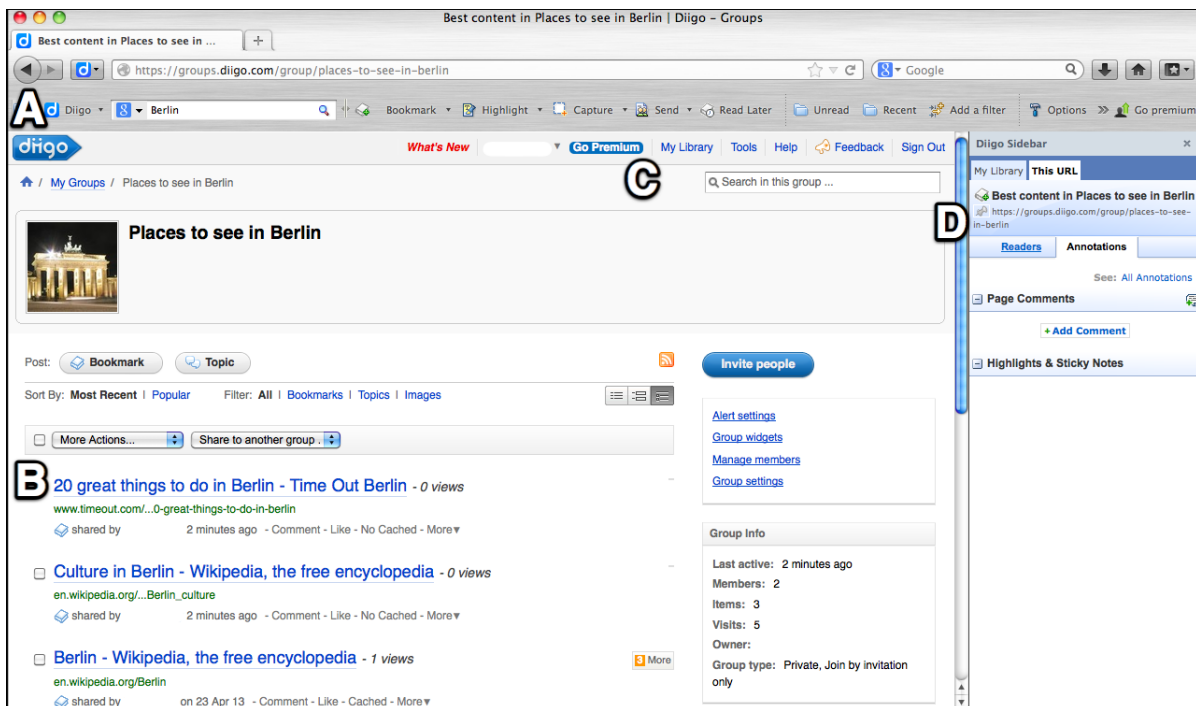 Best content in Places to see in Berlin | Diigo – Groups
d Best content in Places to see in ... +
d https://groups.diigo.com/group/places-to-see-in-berlin Google
A d Diigo 8 Berlin Bookmark Highlight Capture Send Read Later Unread Recent Add a filter Options » Go premium
diigo What's New Go Premium My Library Tools Help Feedback Sign Out
C
/ My Groups / Places to see in Berlin Search in this group ...
Places to see in Berlin
Post: Bookmark Topic
Invite people
Sort By: Most Recent | Popular Filter: All | Bookmarks | Topics | Images
More Actions... Share to another group .
Alert settings
Group widgets
Manage members
Group settings
B
20 great things to do in Berlin - Time Out Berlin - 0 views
www.timeout.com/...0-great-things-to-do-in-berlin
shared by 2 minutes ago - Comment - Like - No Cached - More▾
Culture in Berlin - Wikipedia, the free encyclopedia - 0 views
en.wikipedia.org/...Berlin_culture
shared by 2 minutes ago - Comment - Like - No Cached - More▾
Berlin - Wikipedia, the free encyclopedia - 1 views
3 More
en.wikipedia.org/Berlin
shared by on 23 Apr 13 - Comment - Like - Cached - More▾
Group Info
Last active: 2 minutes ago
Members: 2
Items: 3
Visits: 5
Owner:
Group type: Private, Join by invitation
only
D
Diigo Sidebar ×
My Library This URL
Best content in Places to see in Berlin
https://groups.diigo.com/group/places-to-see-
in-berlin
Readers Annotations
See: All Annotations
Page Comments
+ Add Comment
Highlights & Sticky Notes